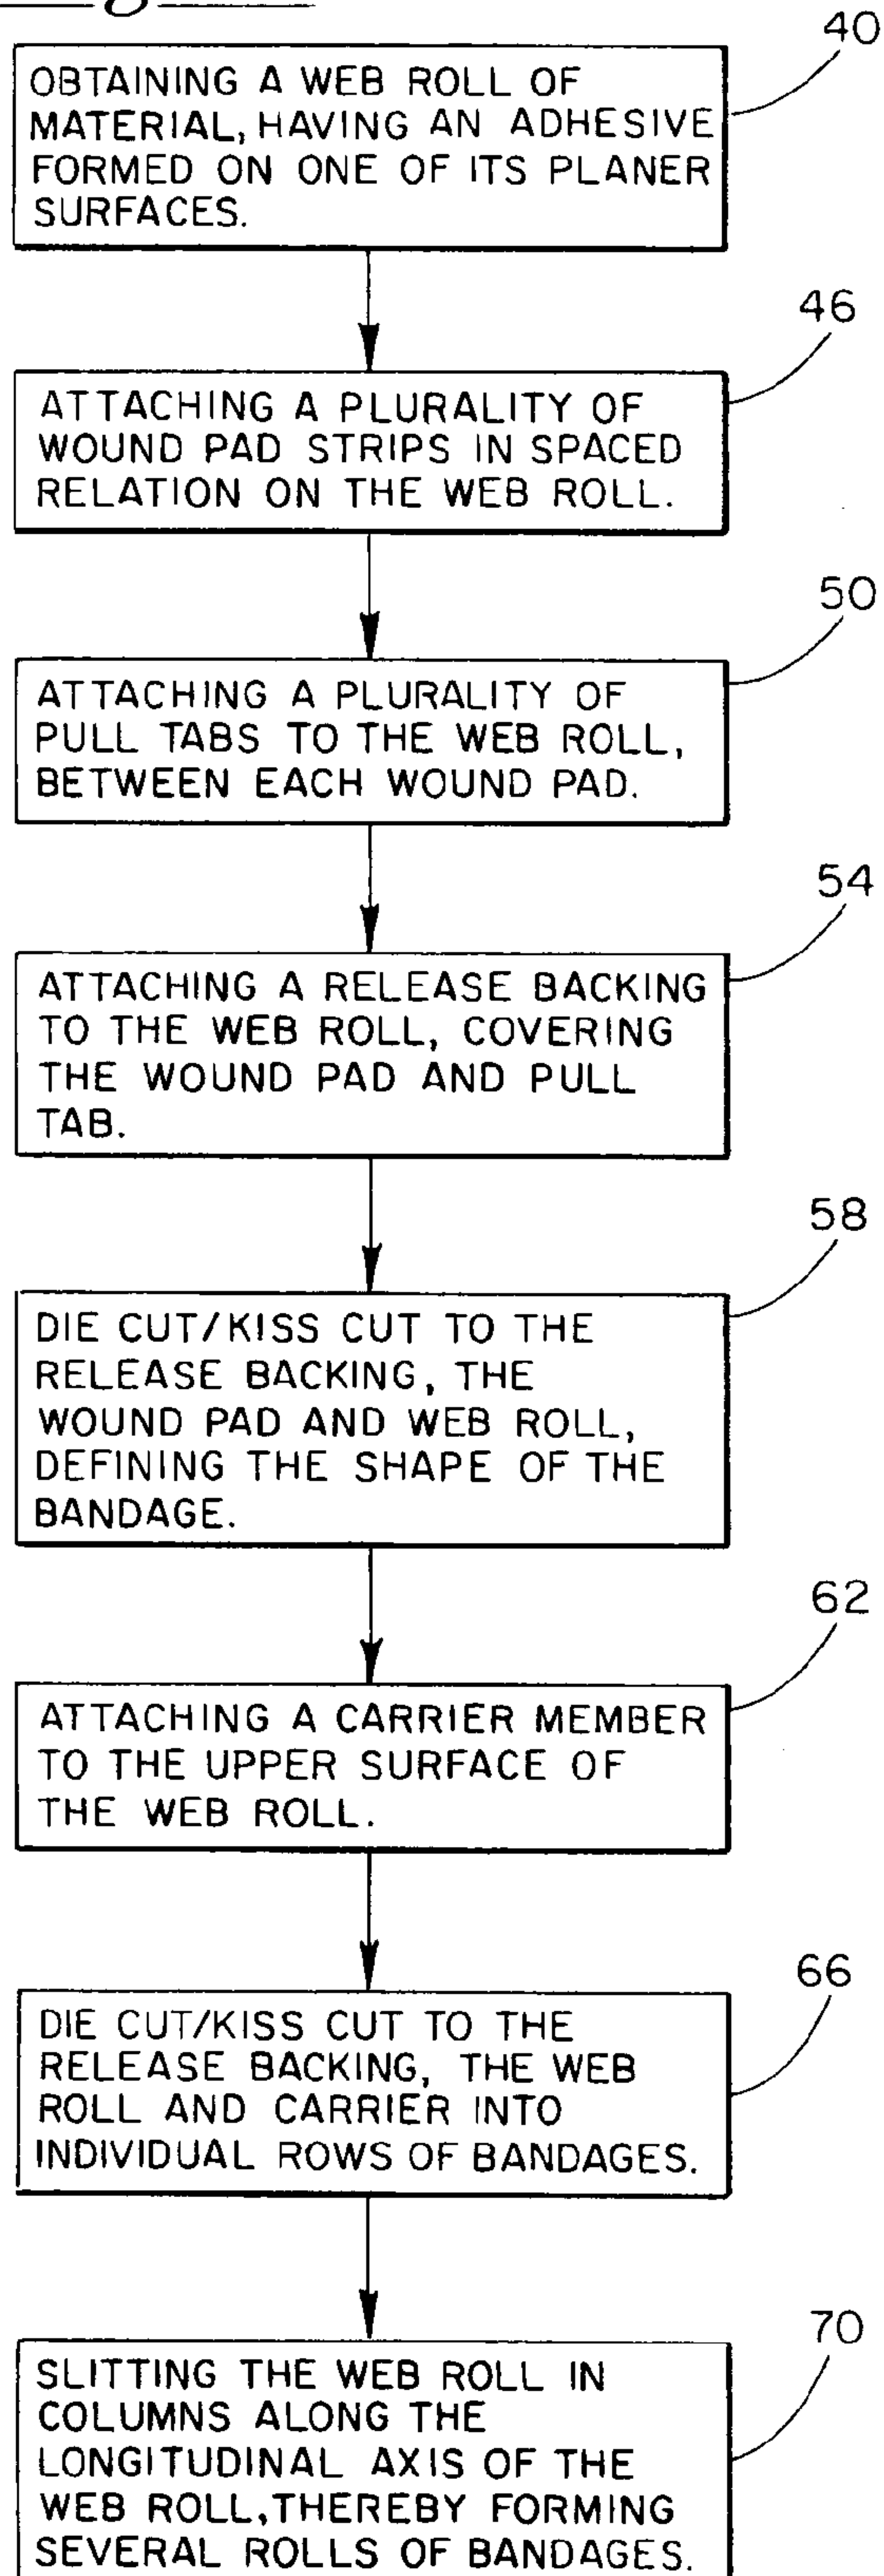 40
OBTAINING A WEB ROLL OF
MATERIAL, HAVING AN ADHESIVE
FORMED ON ONE OF ITS PLANER
SURFACES.
46
ATTACHING A PLURALITY OF
WOUND PAD STRIPS IN SPACED
RELATION ON THE WEB ROLL.
50
ATTACHING A PLURALITY OF
PULL TABS TO THE WEB ROLL,
BETWEEN EACH WOUND PAD.
54
ATTACHING A RELEASE BACKING
TO THE WEB ROLL, COVERING
THE WOUND PAD AND PULL
TAB.
58
DIE CUT/KISS CUT TO THE
RELEASE BACKING, THE
WOUND PAD AND WEB ROLL,
DEFINING THE SHAPE OF THE
BANDAGE.
62
ATTACHING A CARRIER MEMBER
TO THE UPPER SURFACE OF
THE WEB ROLL.
66
DIE CUT/KISS CUT TO THE
RELEASE BACKING, THE WEB
ROLL AND CARRIER INTO
INDIVIDUAL ROWS OF BANDAGES.
70
SLITTING THE WEB ROLL IN
COLUMNS ALONG THE
LONGITUDINAL AXIS OF THE
WEB ROLL, THEREBY FORMING
SEVERAL ROLLS OF BANDAGES.